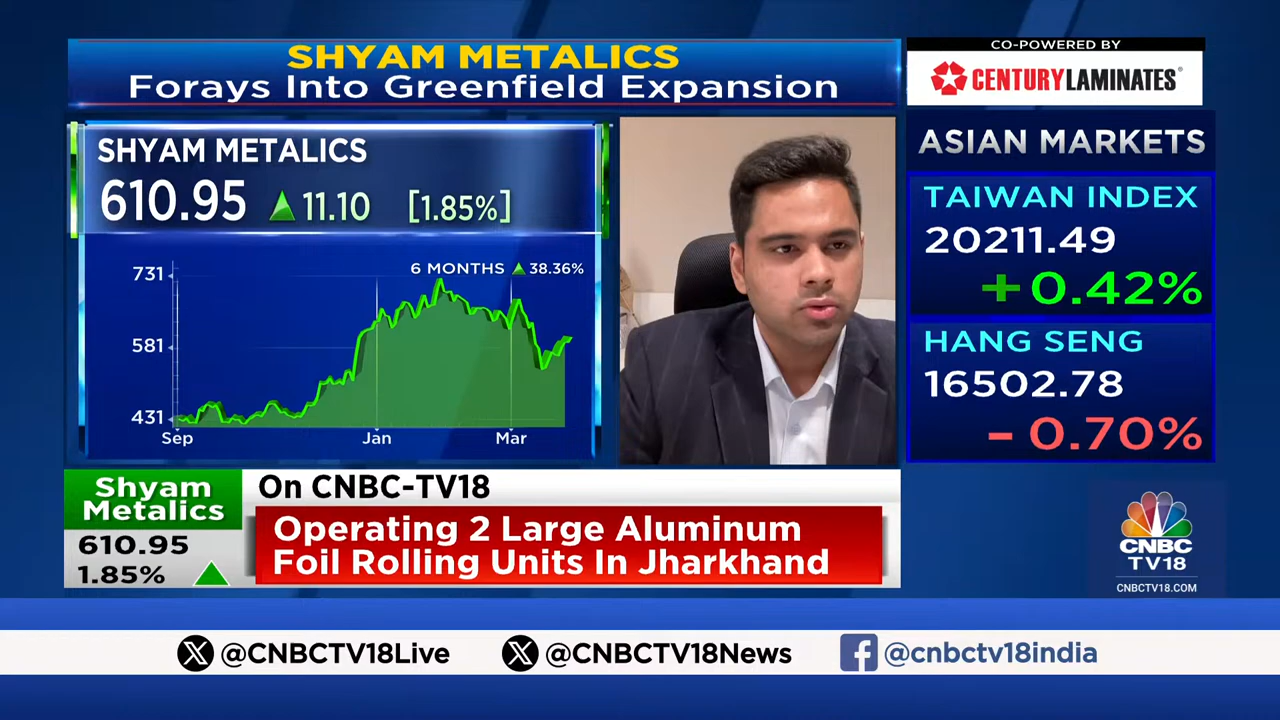 SHYAM METALICS
Forays Into Greenfield Expansion
CO-POWERED BY
CENTURYLAMINATES®
SHYAM METALICS
610.95 ▲ 11.10 [1.85%]
6 MONTHS ▲ 38.36%
731
581
431
Sep Jan Mar
ASIAN MARKETS
TAIWAN INDEX
20211.49
+0.42%
HANG SENG
16502.78
- 0.70%
Shyam
Metalics
610.95
1.85% ▲
On CNBC-TV18
Operating 2 Large Aluminum
Foil Rolling Units In Jharkhand
CNBC
TV18
CNBCTV18.COM
@CNBCTV18Live @CNBCTV18News @cnbctv18india